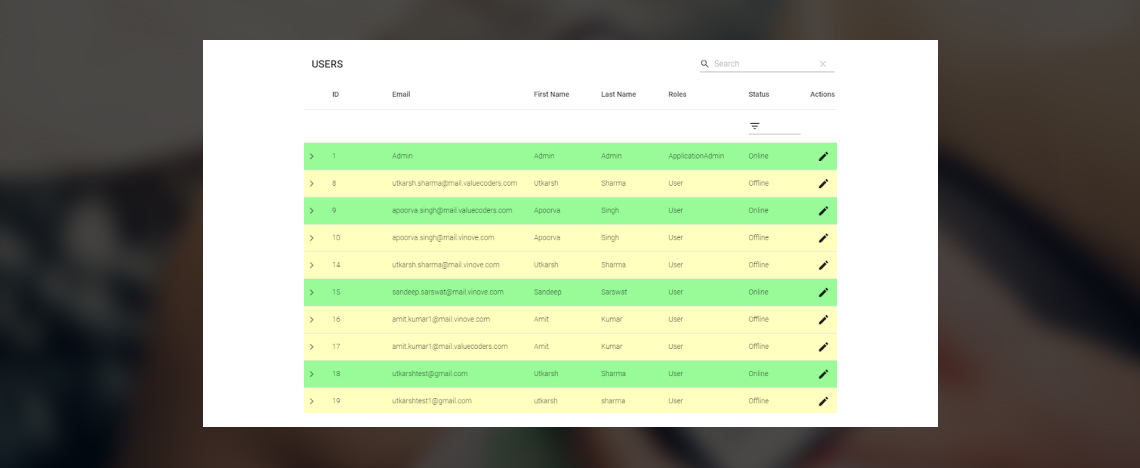 USERS
Search
ID Email First Name Last Name Roles Status Actions
1 Admin Admin Admin ApplicationAdmin Online
8 utkarsh.sharma@mail.valuecoders.com Utkarsh Sharma User Offline
9 apoorva.singh@mail.valuecoders.com Apoorva Singh User Online
10 apoorva.singh@mail.vinove.com Apoorva Singh User Offline
14 utkarsh.sharma@mail.vinove.com Utkarsh Sharma User Offline
15 sandeep.sarswat@mail.vinove.com Sandeep Sarswat User Online
16 amit.kumar1@mail.vinove.com Amit Kumar User Offline
17 amit.kumar1@mail.valuecoders.com Amit Kumar User Offline
18 utkarshtest@gmail.com Utkarsh Sharma User Online
19 utkarshtest1@gmail.com utkarsh sharma User Offline